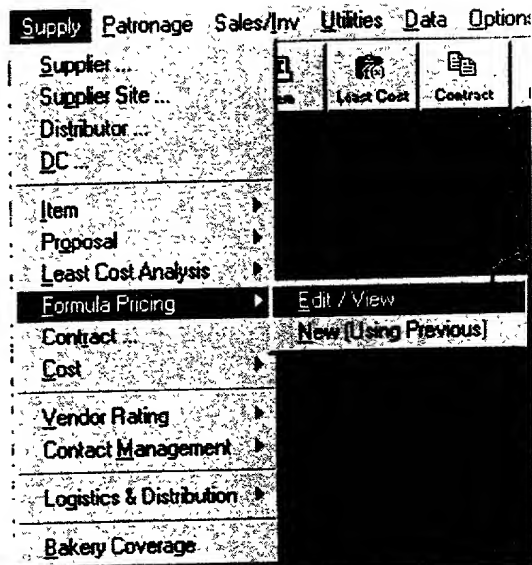 Supply Patronage Sales/Inv Utilities Data Options
Supplier ...
Supplier Site ...
Distributor ...
DC ...
Least Cost Contract
Item
Proposal
Least Cost Analysis
Formula Pricing Edit / View
New (Using Previous)
Contract ...
Cost
Vendor Rating
Contact Management
Logistics & Distribution
Bakery Coverage